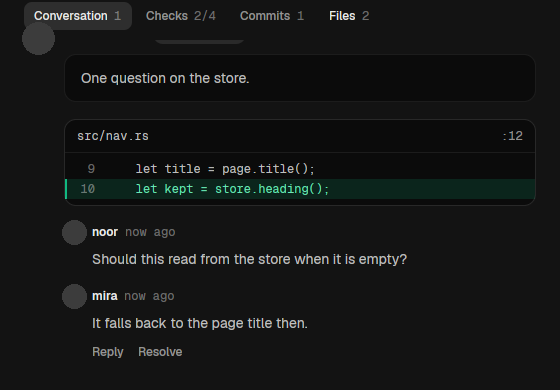 Conversation 1 Checks 2/4 Commits 1 Files 2
One question on the store.
src/nav.rs :12
9 let title = page.title();
10 let kept = store.heading();
noor now ago
Should this read from the store when it is empty?
mira now ago
It falls back to the page title then.
Reply Resolve